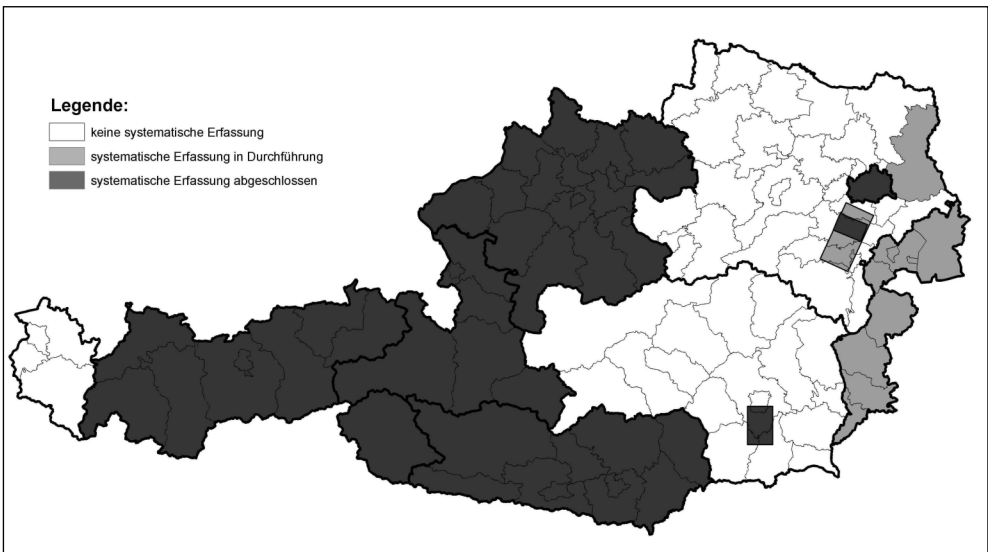 Legende:
keine systematische Erfassung
systematische Erfassung in Durchführung
systematische Erfassung abgeschlossen